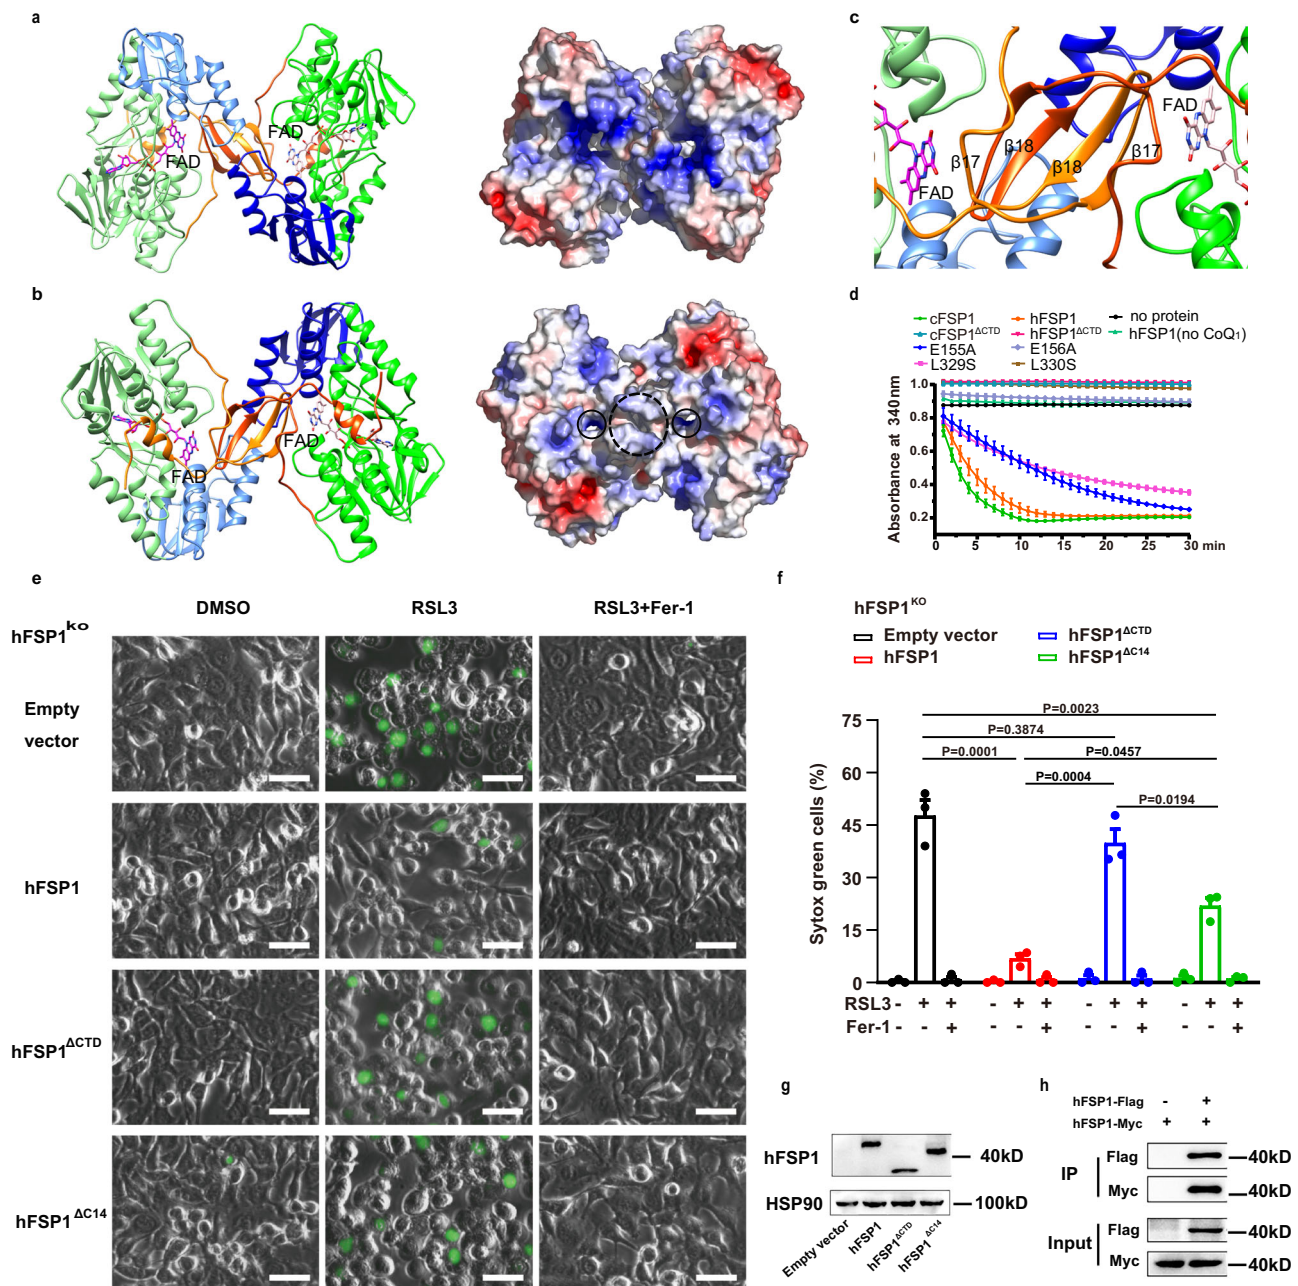 a
FAD
FAD
c
β17
β18
β18
β17
FAD
FAD
b
FAD
FAD
d
cFSP1
hFSP1
no protein
cFSP1ΔCTD
hFSP1ΔCTD
hFSP1(no CoQ1)
E155A
E156A
L329S
L330S
Absorbance at 340nm
1.0
0.8
0.6
0.4
0.2
5
10
15
20
25
30 min
e
DMSO
RSL3
RSL3+Fer-1
hFSP1KO
Empty
vector
hFSP1
hFSP1ΔCTD
hFSP1ΔC14
f
hFSP1KO
Empty vector
hFSP1ΔCTD
hFSP1
hFSP1ΔC14
P=0.0023
P=0.3874
P=0.0001
P=0.0457
P=0.0004
P=0.0194
Sytox green cells (%)
75
60
45
30
15
0
RSL3 - + + - + + - + + - + +
Fer-1 - - + - - + - - + - - +
g
hFSP1
40kD
HSP90
100kD
Empty vector
hFSP1
hFSP1ΔCTD
hFSP1ΔC14
h
hFSP1-Flag - +
hFSP1-Myc + +
IP
Flag
40kD
Myc
40kD
Input
Flag
40kD
Myc
40kD